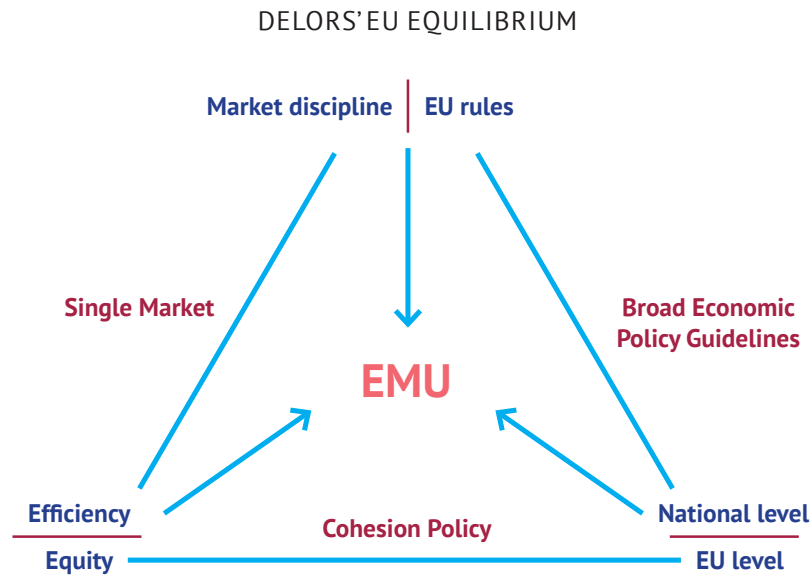 DELORS' EU EQUILIBRIUM
Market discipline | EU rules
Single Market
Broad Economic
Policy Guidelines
EMU
Efficiency
Equity
Cohesion Policy
National level
EU level